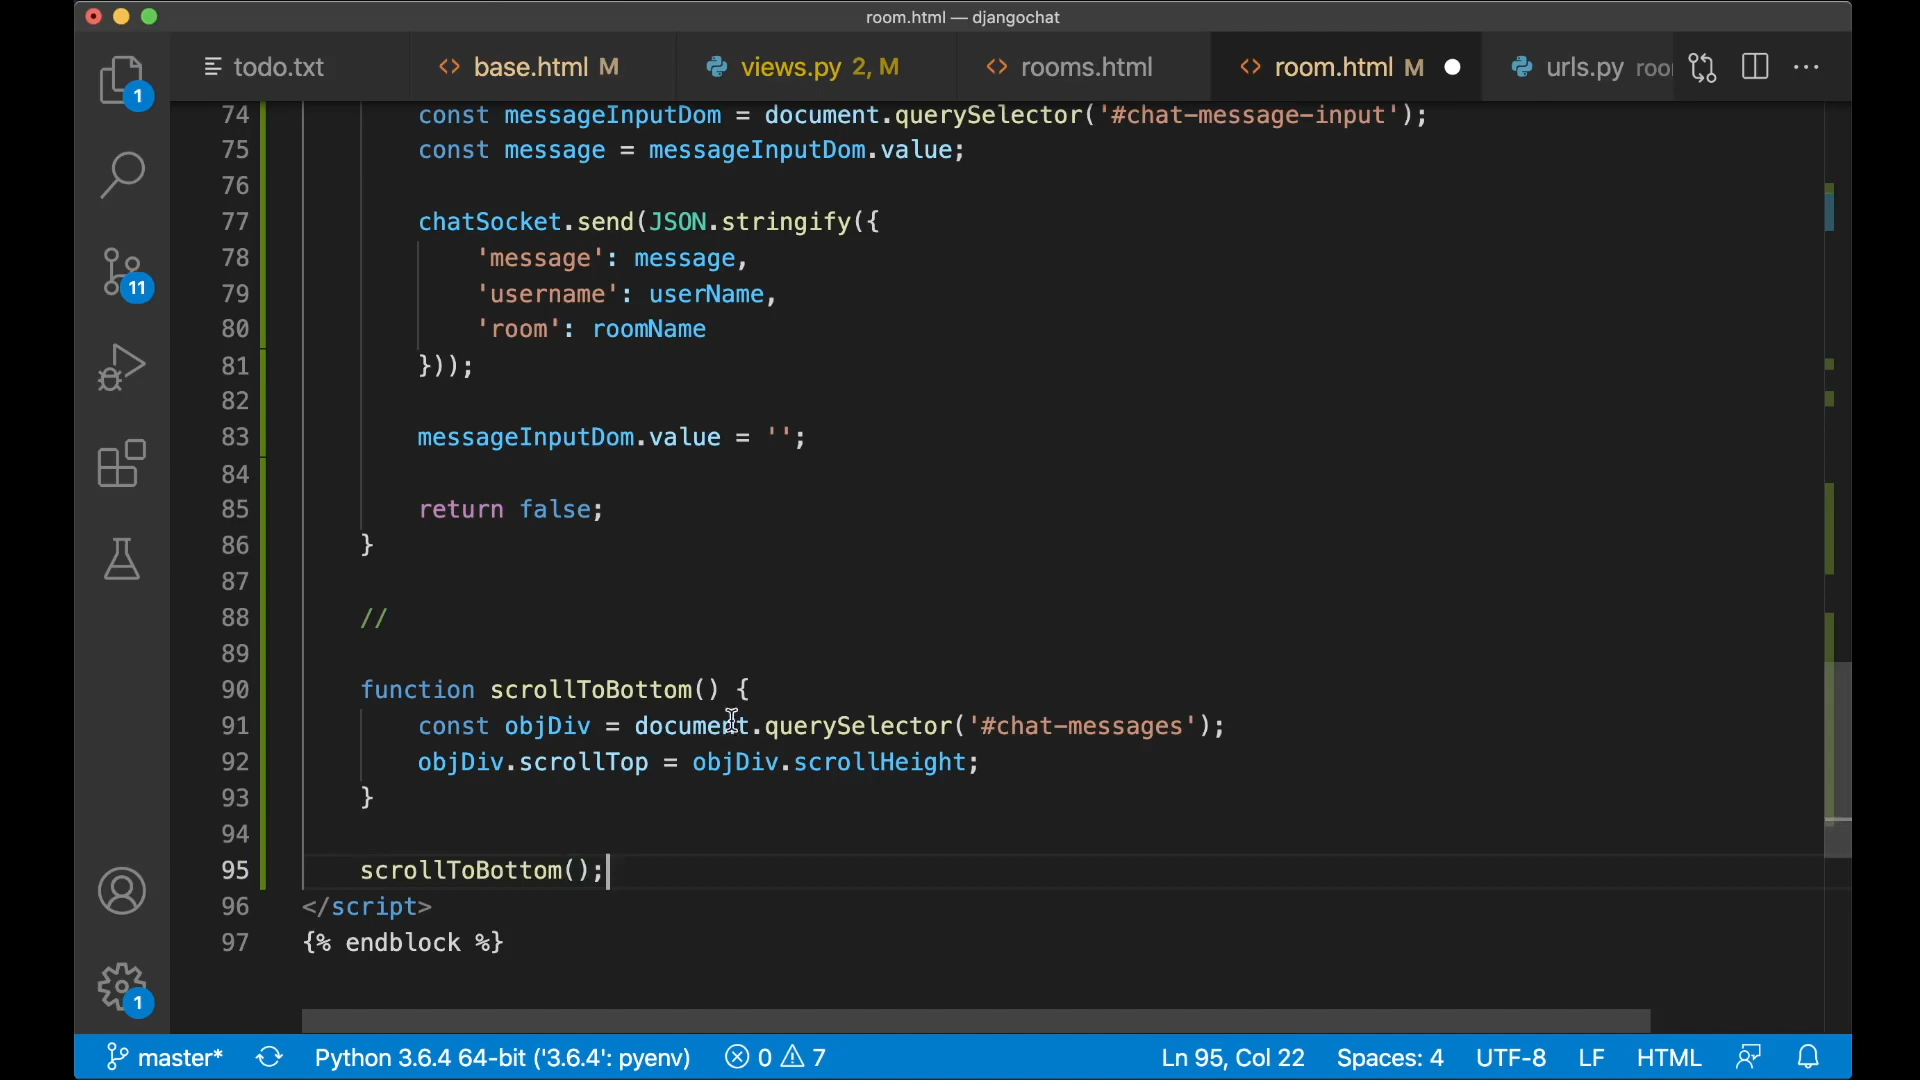 room.html — djangochat
todo.txt base.html M views.py 2, M rooms.html room.html M urls.py
1
11
1
74 const messageInputDom = document.querySelector('#chat-message-input');
75 const message = messageInputDom.value;
76
77 chatSocket.send(JSON.stringify({
78 'message': message,
79 'username': userName,
80 'room': roomName
81 }));
82
83 messageInputDom.value = '';
84
85 return false;
86 }
87
88 //
89
90 function scrollToBottom() {
91 const objDiv = document.querySelector('#chat-messages');
92 objDiv.scrollTop = objDiv.scrollHeight;
93 }
94
95 scrollToBottom();
96 </script>
97 {% endblock %}
master* Python 3.6.4 64-bit ('3.6.4': pyenv) 0 7 Ln 95, Col 22 Spaces: 4 UTF-8 LF HTML